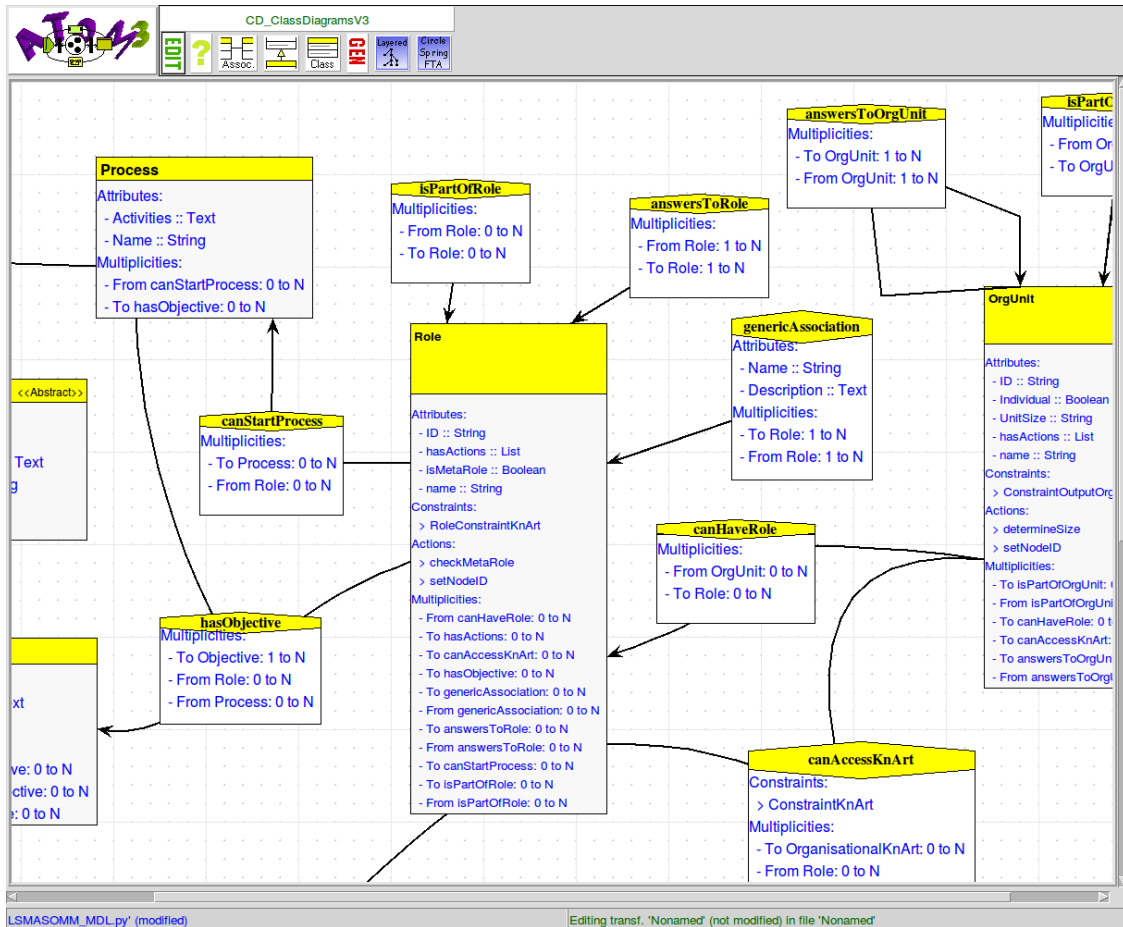 AToM3
CD_ClassDiagramsV3
EDIT
?
Assoc.
Class
GEN
Layered
Circle
Spring
FTA
Process
Attributes:
- Activities :: Text
- Name :: String
Multiplicities:
- From canStartProcess: 0 to N
- To hasObjective: 0 to N
isPartOfRole
Multiplicities:
- From Role: 0 to N
- To Role: 0 to N
answersToRole
Multiplicities:
- From Role: 1 to N
- To Role: 1 to N
answersToOrgUnit
Multiplicities:
- To OrgUnit: 1 to N
- From OrgUnit: 1 to N
isPartO
Multiplicitie
- From Or
- To OrgU
<<Abstract>>
Text
g
canStartProcess
Multiplicities:
- To Process: 0 to N
- From Role: 0 to N
Role
Attributes:
- ID :: String
- hasActions :: List
- isMetaRole :: Boolean
- name :: String
Constraints:
> RoleConstraintKnArt
Actions:
> checkMetaRole
> setNodeID
Multiplicities:
- From canHaveRole: 0 to N
- To hasActions: 0 to N
- To canAccessKnArt: 0 to N
- To hasObjective: 0 to N
- To genericAssociation: 0 to N
- From genericAssociation: 0 to N
- To answersToRole: 0 to N
- From answersToRole: 0 to N
- To canStartProcess: 0 to N
- To isPartOfRole: 0 to N
- From isPartOfRole: 0 to N
genericAssociation
Attributes:
- Name :: String
- Description :: Text
Multiplicities:
- To Role: 1 to N
- From Role: 1 to N
OrgUnit
Attributes:
- ID :: String
- Individual :: Boolean
- UnitSize :: String
- hasActions :: List
- name :: String
Constraints:
> ConstraintOutputOrg
Actions:
> determineSize
> setNodeID
Multiplicities:
- To isPartOfOrgUnit: 
- From isPartOfOrgUni
- To canHaveRole: 0 t
- To canAccessKnArt:
- To answersToOrgUn
- From answersToOrgU
canHaveRole
Multiplicities:
- From OrgUnit: 0 to N
- To Role: 0 to N
hasObjective
Multiplicities:
- To Objective: 1 to N
- From Role: 0 to N
- From Process: 0 to N
xt
ve: 0 to N
ctive: 0 to N
: 0 to N
canAccessKnArt
Constraints:
> ConstraintKnArt
Multiplicities:
- To OrganisationalKnArt: 0 to N
- From Role: 0 to N
LSMASOMM_MDL.py' (modified)
Editing transf. 'Nonamed' (not modified) in file 'Nonamed'